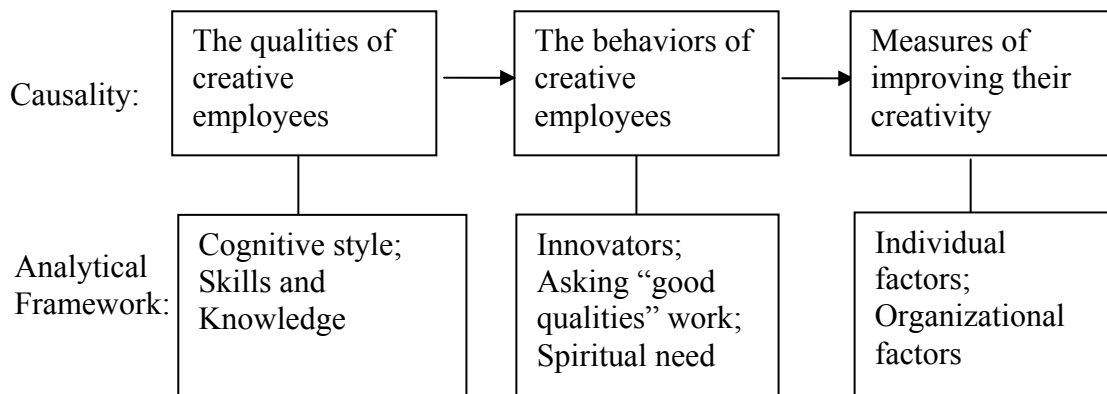 Causality:
The qualities of
creative
employees
The behaviors of
creative
employees
Measures of
improving their
creativity
Analytical
Framework:
Cognitive style;
Skills and
Knowledge
Innovators;
Asking “good
qualities” work;
Spiritual need
Individual
factors;
Organizational
factors